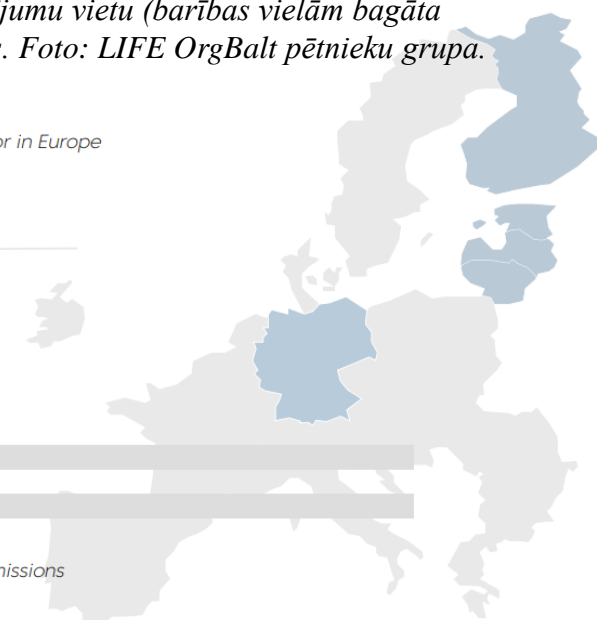 jumu vietu (barības vielām bagāta
. Foto: LIFE OrgBalt pētnieku grupa.
or in Europe
missions